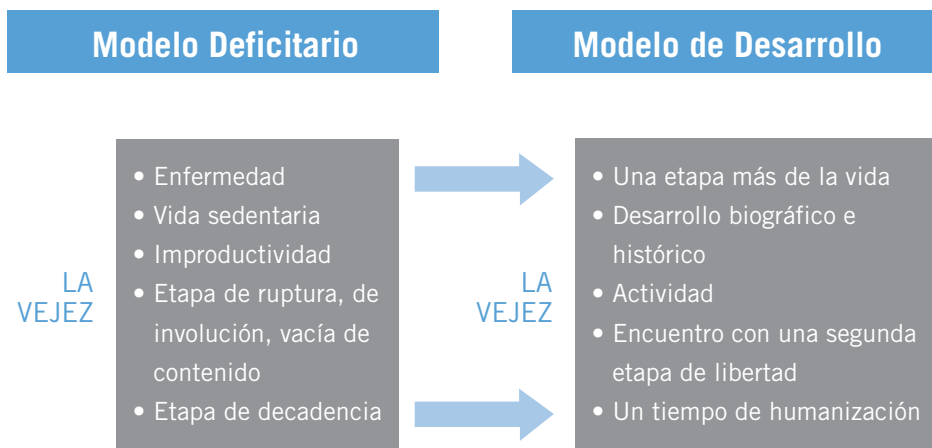 Modelo Deficitario
Modelo de Desarrollo
LA
VEJEZ
• Enfermedad
• Vida sedentaria
• Improductividad
• Etapa de ruptura, de
involución, vacía de
contenido
• Etapa de decadencia
LA
VEJEZ
• Una etapa más de la vida
• Desarrollo biográfico e
histórico
• Actividad
• Encuentro con una segunda
etapa de libertad
• Un tiempo de humanización